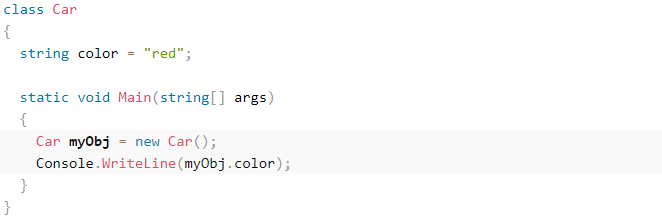 class Car
{
  string color = "red";

  static void Main(string[] args)
  {
    Car myObj = new Car();
    Console.WriteLine(myObj.color);
  }
}